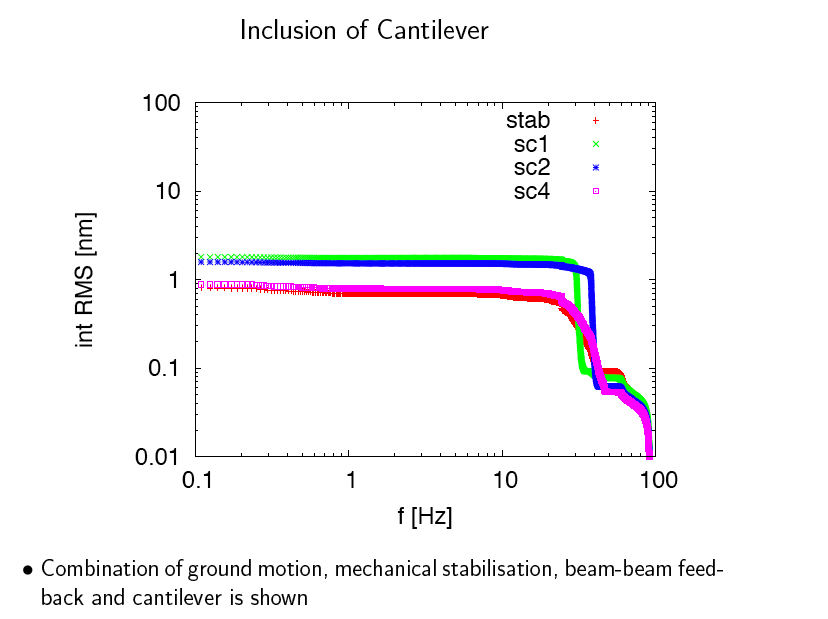 Inclusion of Cantilever
100
10
1
0.1
0.01
int RMS [nm]
stab
sc1
sc2
sc4
0.1 1 10 100
f [Hz]
• Combination of ground motion, mechanical stabilisation, beam-beam feed-
back and cantilever is shown